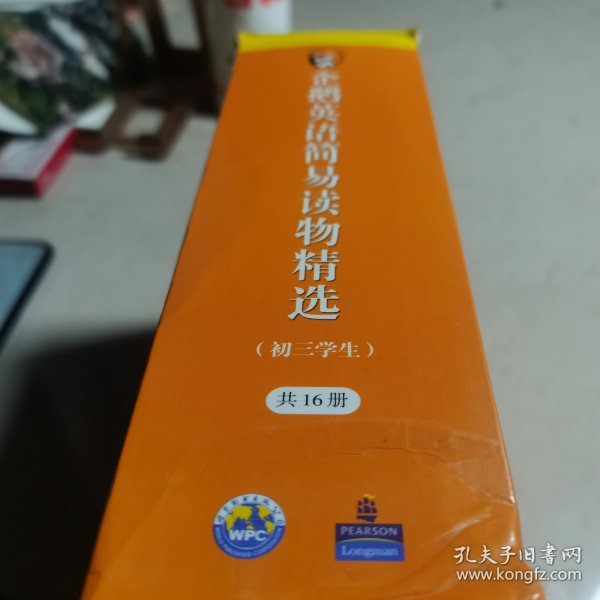 企鹅英语简易读物精选
(初三学生)
共16册
WPC
PEARSON
Longman
孔夫子旧书网
www.kongfz.com